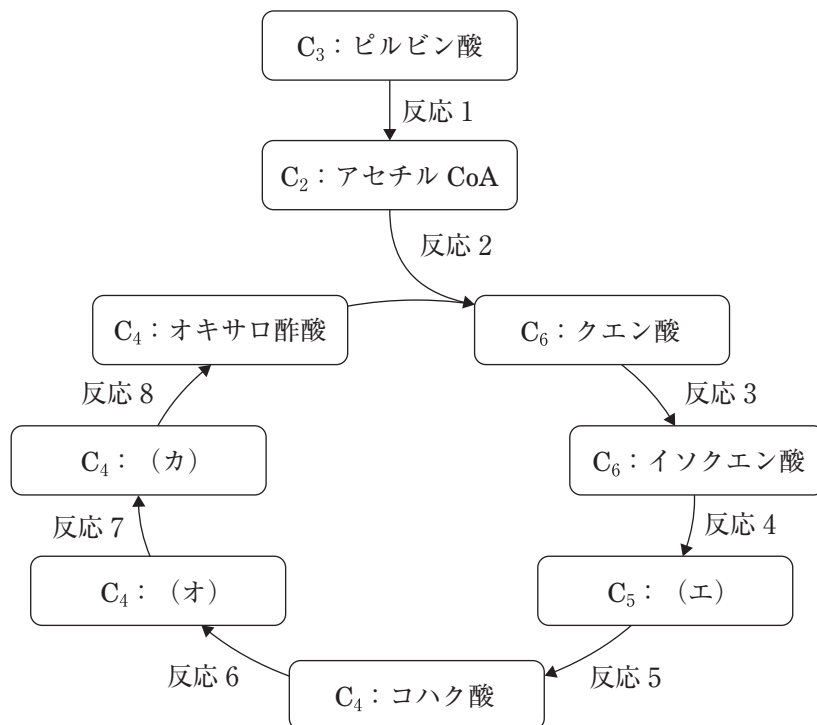 C₃：ピルビン酸
反応 1
C₂：アセチル CoA
反応 2
C₄：オキサロ酢酸
C₆：クエン酸
反応 8
反応 3
C₄：（カ）
C₆：イソクエン酸
反応 7
反応 4
C₄：（オ）
C₅：（エ）
反応 6
反応 5
C₄：コハク酸